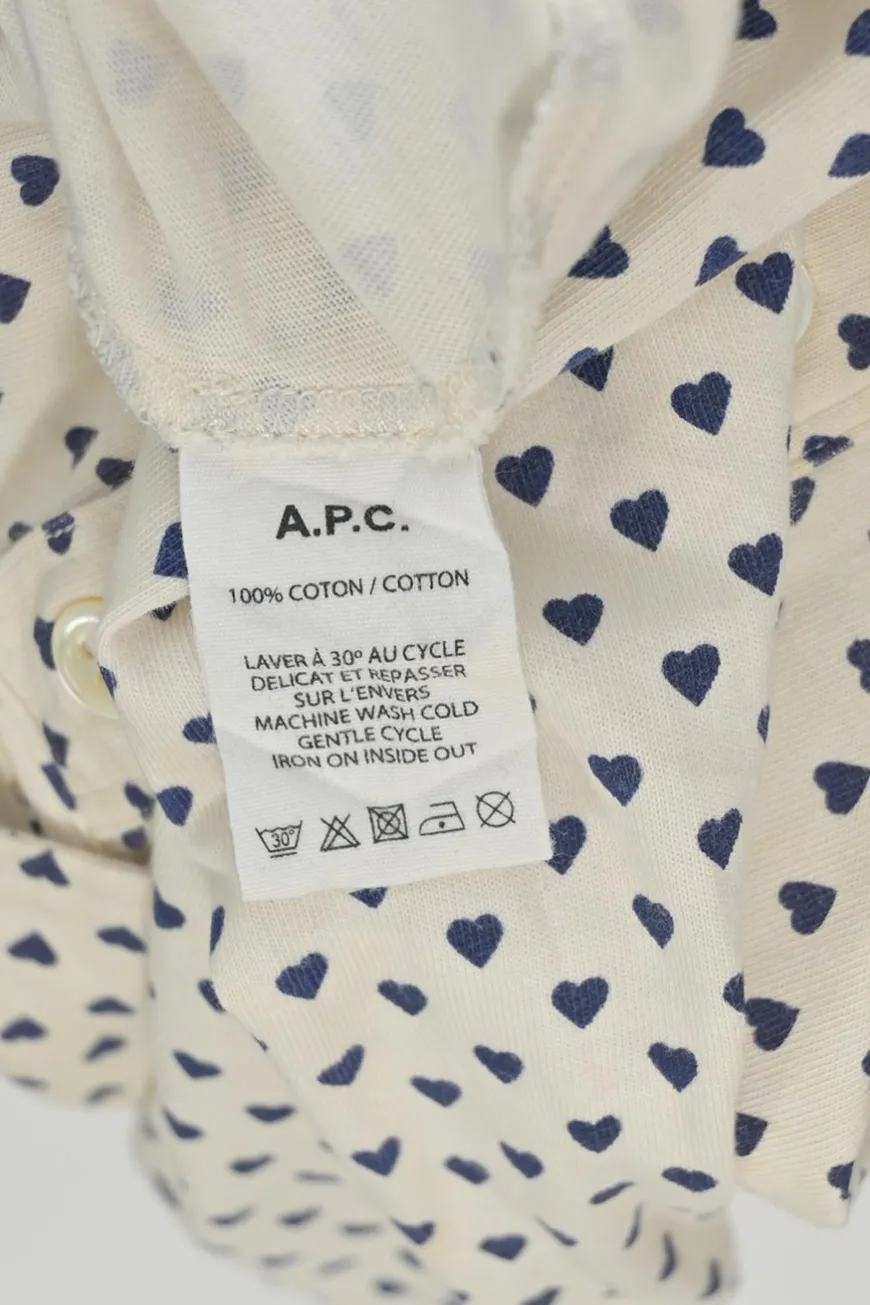 A.P.C.
100% COTON / COTTON
LAVER À 30º AU CYCLE
DELICAT ET REPASSER
SUR L'ENVERS
MACHINE WASH COLD
GENTLE CYCLE
IRON ON INSIDE OUT
30º